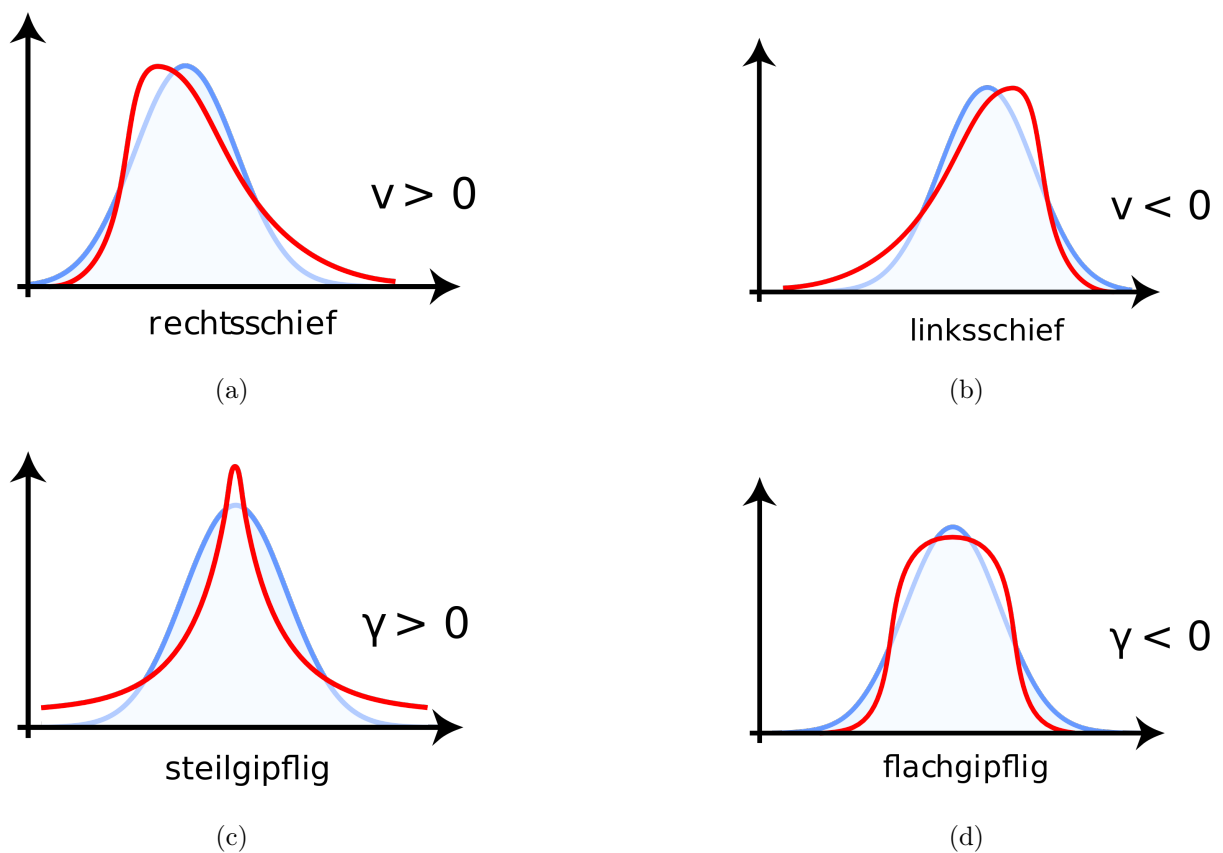 v > 0
rechtsschief
(a)
v < 0
linksschief
(b)
γ > 0
steilgipflig
(c)
γ < 0
flachgipflig
(d)